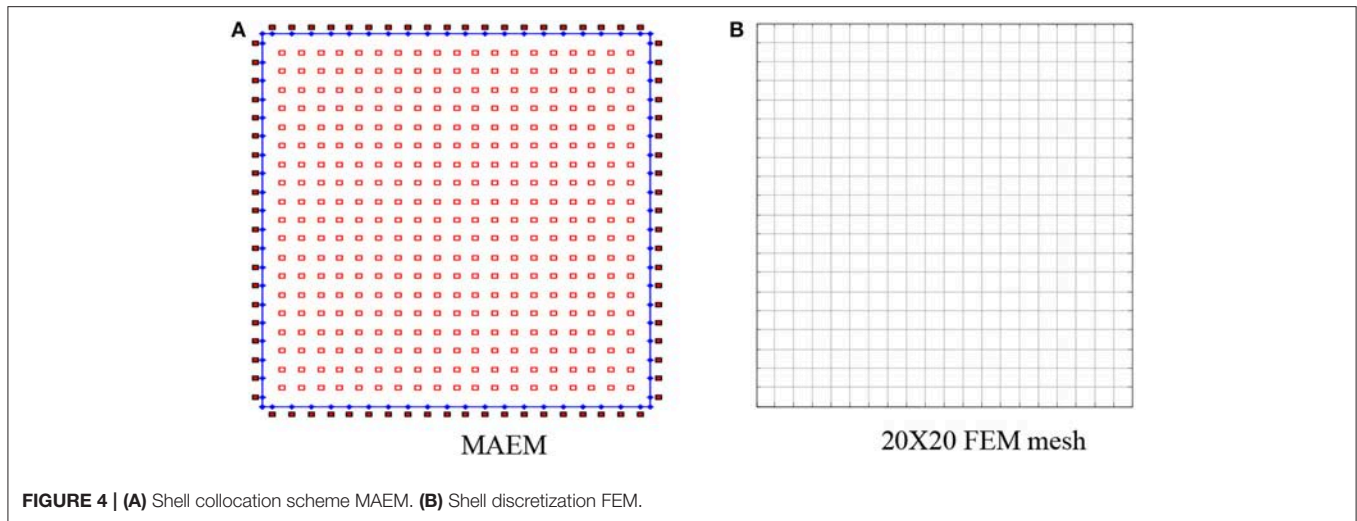 A
B
MAEM
20X20 FEM mesh
FIGURE 4 | (A) Shell collocation scheme MAEM. (B) Shell discretization FEM.